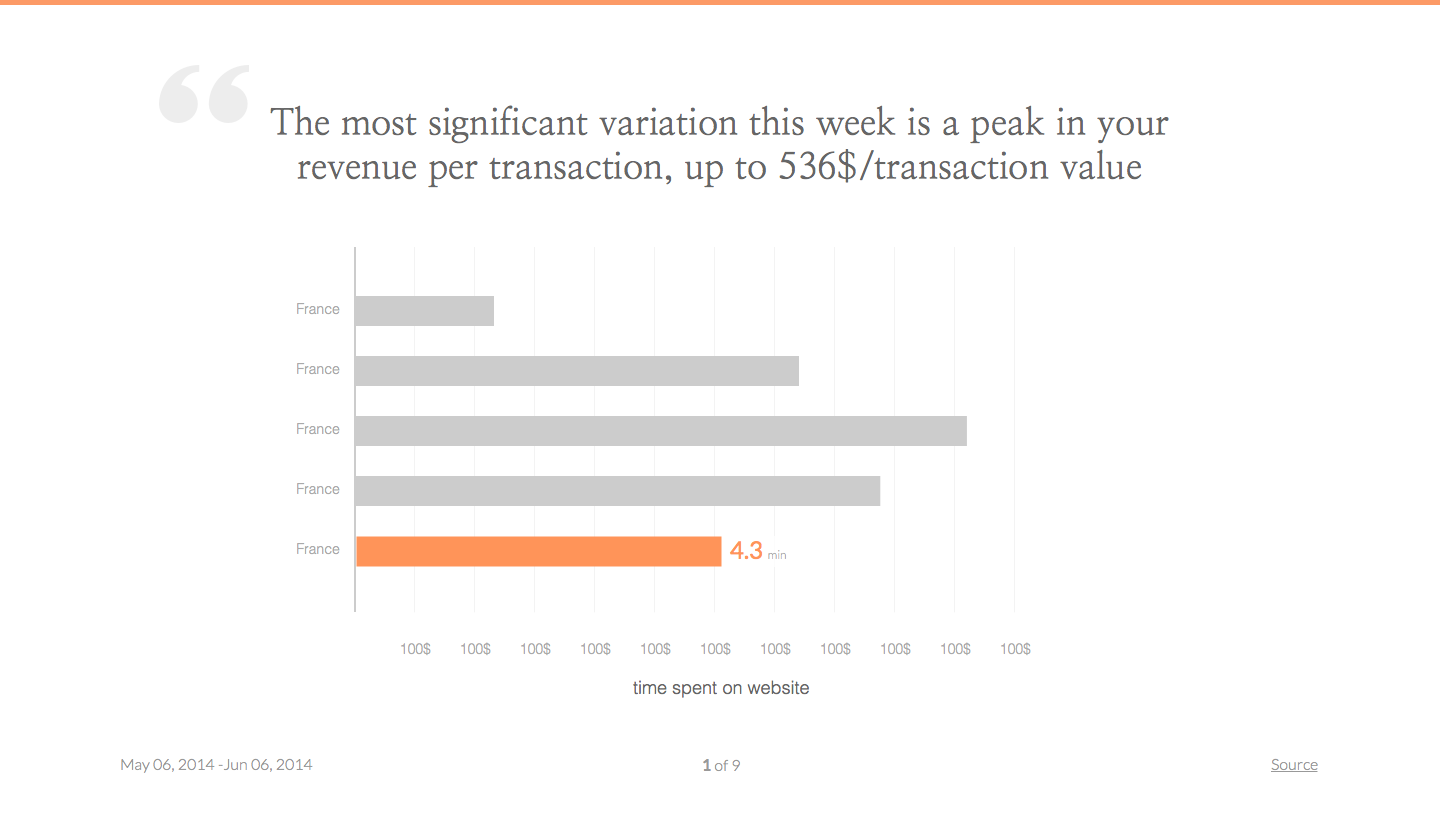 “
The most significant variation this week is a peak in your
revenue per transaction, up to 536$/transaction value
France
France
France
France
France 4.3 min
100$ 100$ 100$ 100$ 100$ 100$ 100$ 100$ 100$ 100$ 100$
time spent on website
May 06, 2014 -Jun 06, 2014 1 of 9 Source